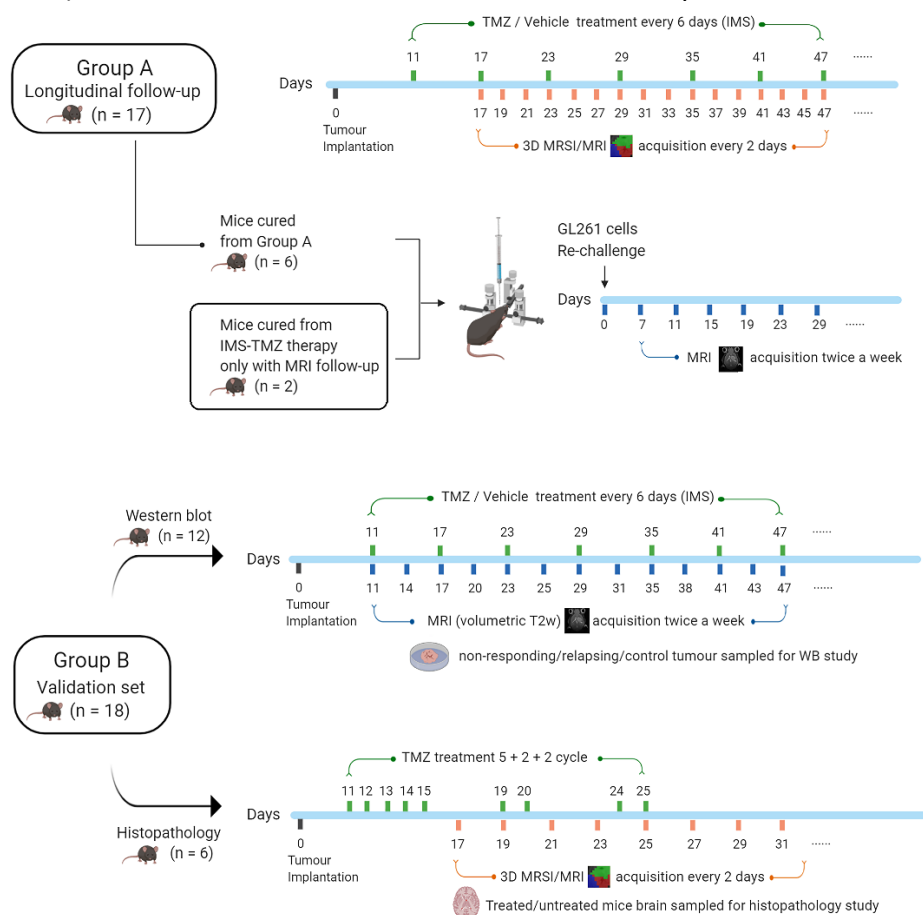 TMZ / Vehicle treatment every 6 days (IMS)
Group A
Longitudinal follow-up
(n = 17)
11 17 23 29 35 41 47 ......
Days
0
17 19 21 23 25 27 29 31 33 35 37 39 41 43 45 47 ......
Tumour
Implantation
3D MRSI/MRI acquisition every 2 days
Mice cured
from Group A
(n = 6)
GL261 cells
Re-challenge
Days
0 7 11 15 19 23 29 ......
Mice cured from
IMS-TMZ therapy
only with MRI follow-up
(n = 2)
MRI acquisition twice a week
TMZ / Vehicle treatment every 6 days (IMS)
Western blot
(n = 12)
11 17 23 29 35 41 47 ......
Days
0
11 14 17 20 23 25 29 31 35 38 41 43 47 ......
Tumour
Implantation
MRI (volumetric T2w) acquisition twice a week
non-responding/relapsing/control tumour sampled for WB study
Group B
Validation set
(n = 18)
TMZ treatment 5 + 2 + 2 cycle
11 12 13 14 15 19 20 24 25
Days
Histopathology
(n = 6)
0
17 19 21 23 25 27 29 31 ......
Tumour
Implantation
3D MRSI/MRI acquisition every 2 days
Treated/untreated mice brain sampled for histopathology study